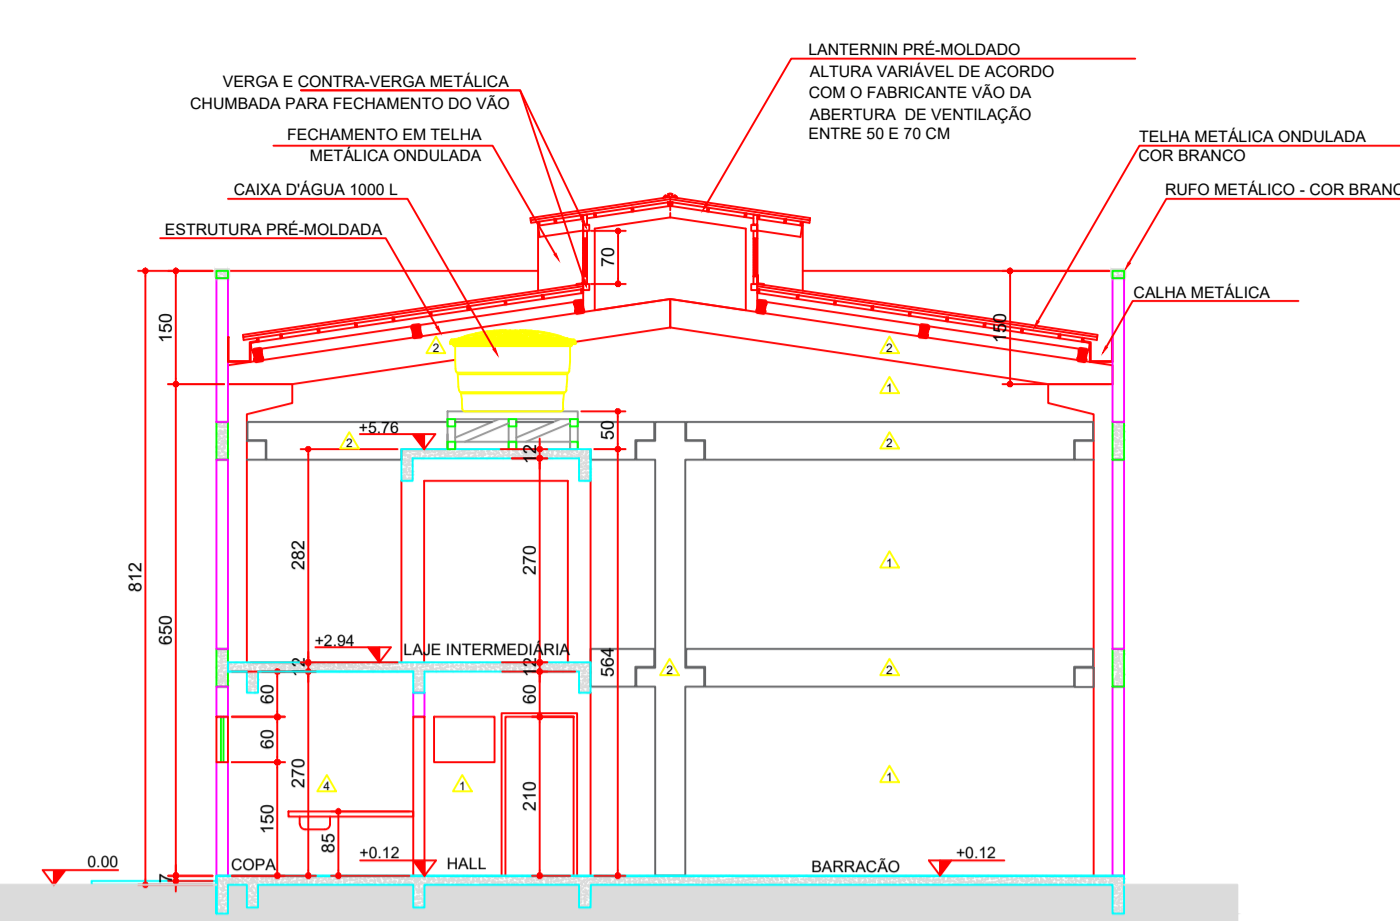 LANTERNIN PRÉ-MOLDADO
ALTURA VARIÁVEL DE ACORDO
COM O FABRICANTE VÃO DA
ABERTURA DE VENTILAÇÃO
ENTRE 50 E 70 CM
VERGA E CONTRA-VERGA METÁLICA
CHUMBADA PARA FECHAMENTO DO VÃO
FECHAMENTO EM TELHA
METÁLICA ONDULADA
CAIXA D'ÁGUA 1000 L
ESTRUTURA PRÉ-MOLDADA
TELHA METÁLICA ONDULADA
COR BRANCO
RUFO METÁLICO - COR BRANC
CALHA METÁLICA
70
150
150
2
2
1
+5.76
2
50
2
12
282
270
1
812
650
+2.94
LAJE INTERMEDIÁRIA
12
12
564
2
2
60
60
60
270
4
1
1
210
150
85
+0.12
+0.12
0.00
COPA
HALL
BARRACÃO
7